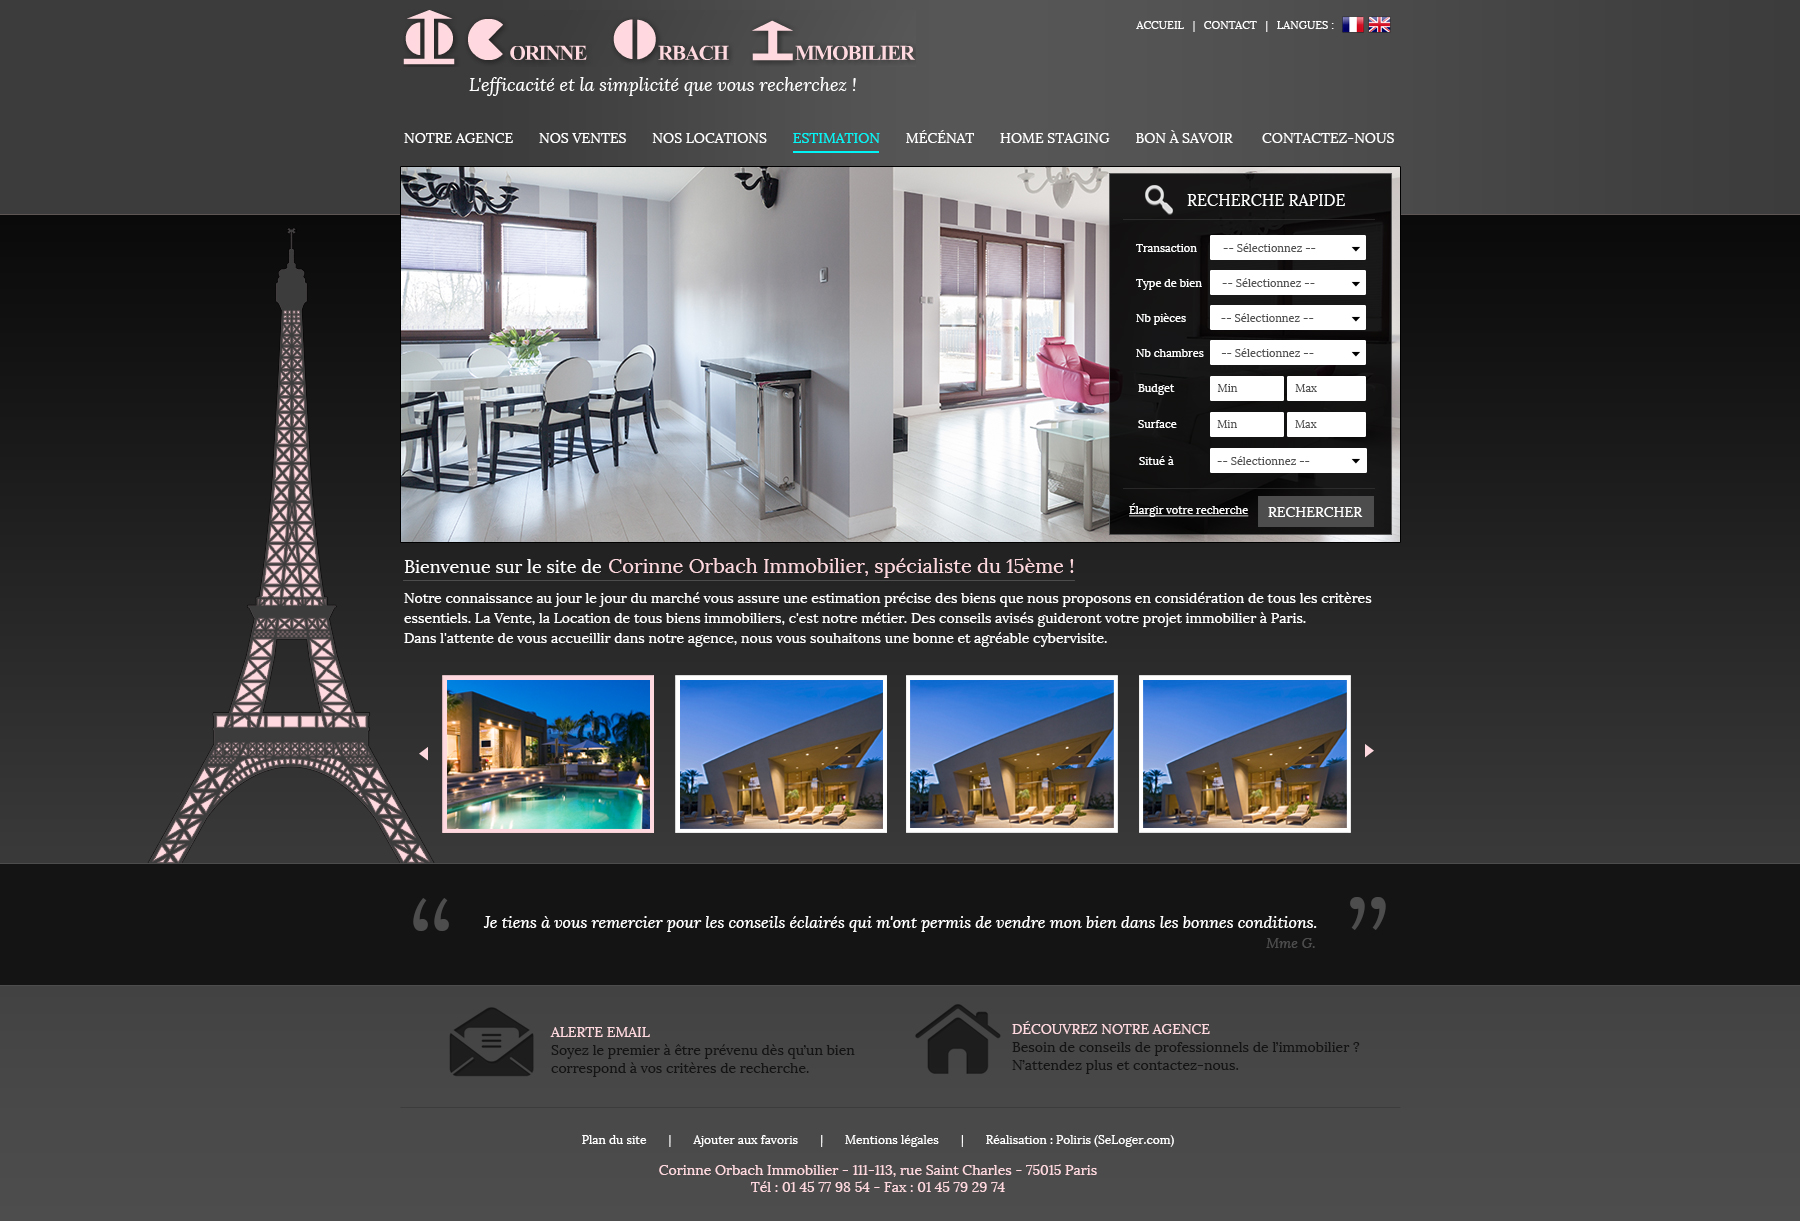 CORINNE ORBACH IMMOBILIER
L'efficacité et la simplicité que vous recherchez !
ACCUEIL | CONTACT | LANGUES :
NOTRE AGENCE NOS VENTES NOS LOCATIONS ESTIMATION MÉCÉNAT HOME STAGING BON À SAVOIR CONTACTEZ-NOUS
RECHERCHE RAPIDE
Transaction -- Sélectionnez --
Type de bien -- Sélectionnez --
Nb pièces -- Sélectionnez --
Nb chambres -- Sélectionnez --
Budget Min Max
Surface Min Max
Situé à -- Sélectionnez --
Élargir votre recherche RECHERCHER
Bienvenue sur le site de Corinne Orbach Immobilier, spécialiste du 15ème !
Notre connaissance au jour le jour du marché vous assure une estimation précise des biens que nous proposons en considération de tous les critères
essentiels. La Vente, la Location de tous biens immobiliers, c'est notre métier. Des conseils avisés guideront votre projet immobilier à Paris.
Dans l'attente de vous accueillir dans notre agence, nous vous souhaitons une bonne et agréable cybervisite.
“ Je tiens à vous remercier pour les conseils éclairés qui m'ont permis de vendre mon bien dans les bonnes conditions. ”
Mme G.
ALERTE EMAIL
Soyez le premier à être prévenu dès qu'un bien
correspond à vos critères de recherche.
DÉCOUVREZ NOTRE AGENCE
Besoin de conseils de professionnels de l'immobilier ?
N'attendez plus et contactez-nous.
Plan du site | Ajouter aux favoris | Mentions légales | Réalisation : Poliris (SeLoger.com)
Corinne Orbach Immobilier - 111-113, rue Saint Charles - 75015 Paris
Tél : 01 45 77 98 54 - Fax : 01 45 79 29 74